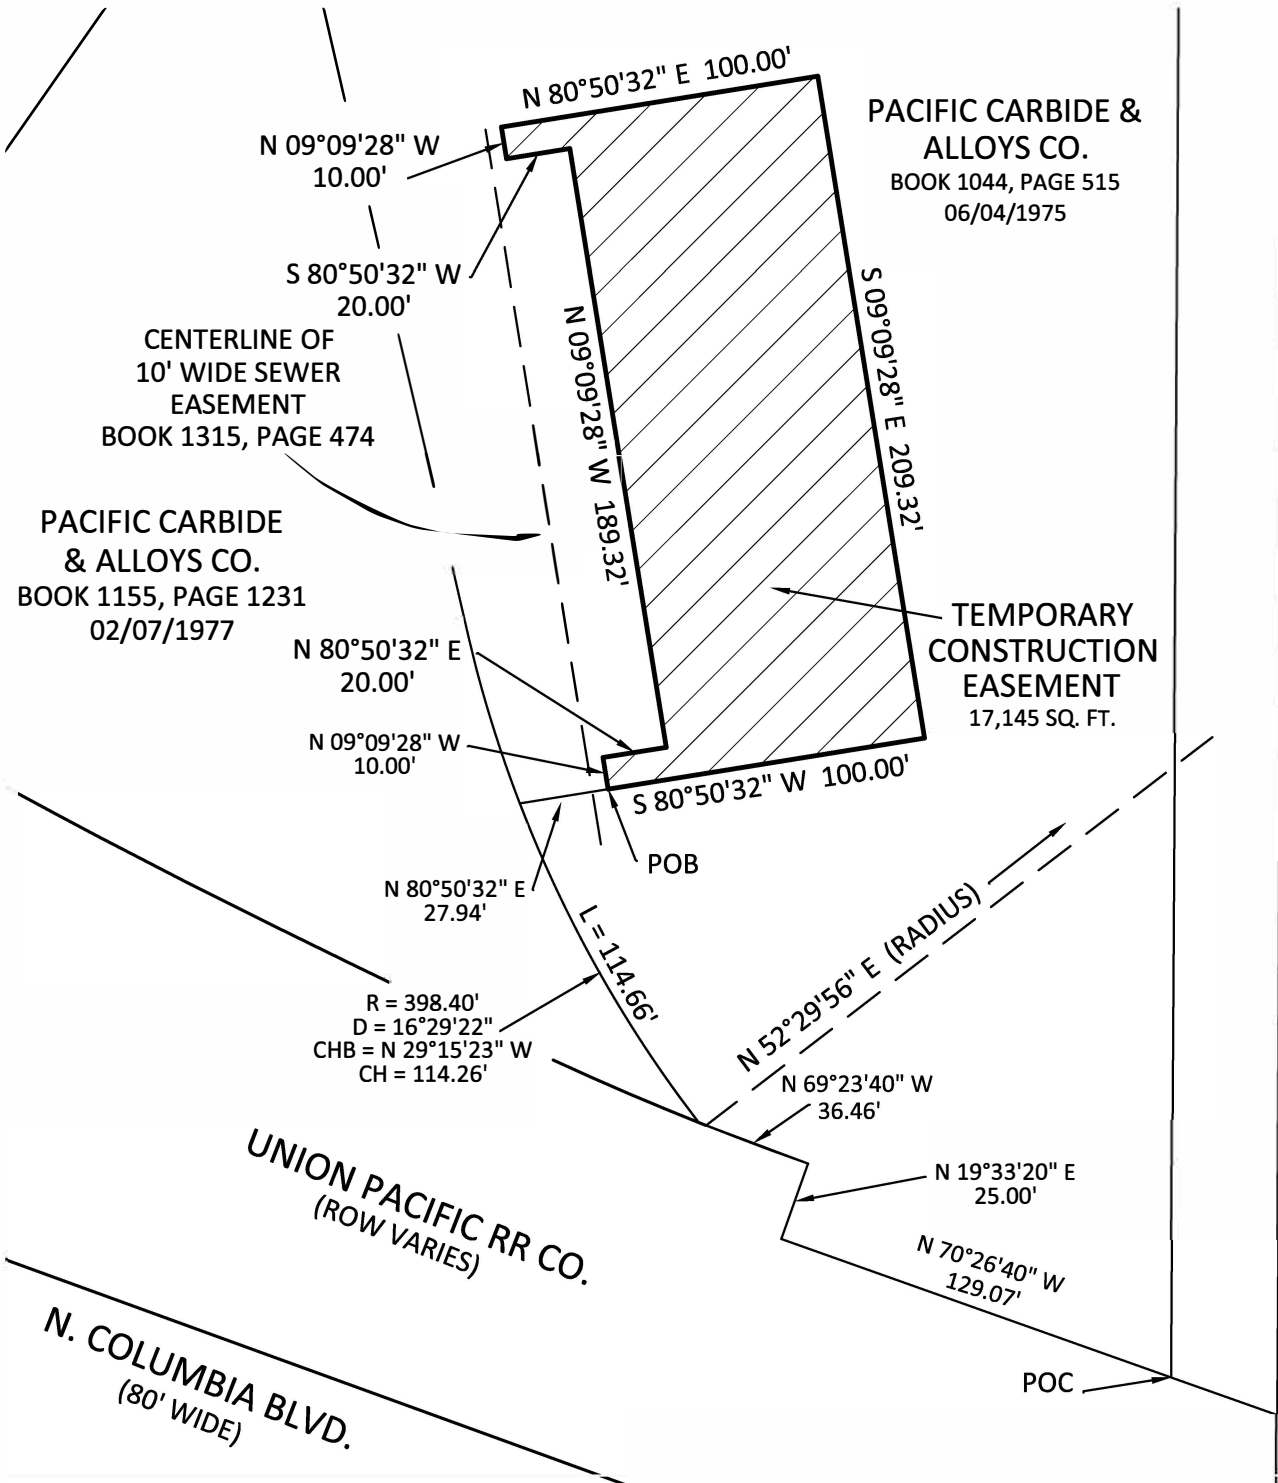 N 80°50'32" E 100.00'
PACIFIC CARBIDE &
ALLOYS CO.
BOOK 1044, PAGE 515
06/04/1975
N 09°09'28" W
10.00'
S 80°50'32" W
20.00'
S 09°09'28" E 209.32'
N 09°09'28" W 189.32'
CENTERLINE OF
10' WIDE SEWER
EASEMENT
BOOK 1315, PAGE 474
PACIFIC CARBIDE
& ALLOYS CO.
BOOK 1155, PAGE 1231
02/07/1977
TEMPORARY
CONSTRUCTION
EASEMENT
17,145 SQ. FT.
N 80°50'32" E
20.00'
N 09°09'28" W
10.00'
S 80°50'32" W 100.00'
POB
N 80°50'32" E
27.94'
L = 114.66'
R = 398.40'
D = 16°29'22"
CHB = N 29°15'23" W
CH = 114.26'
N 52°29'56" E (RADIUS)
N 69°23'40" W
36.46'
N 19°33'20" E
25.00'
N 70°26'40" W
129.07'
POC
UNION PACIFIC RR CO.
(ROW VARIES)
N. COLUMBIA BLVD.
(80' WIDE)